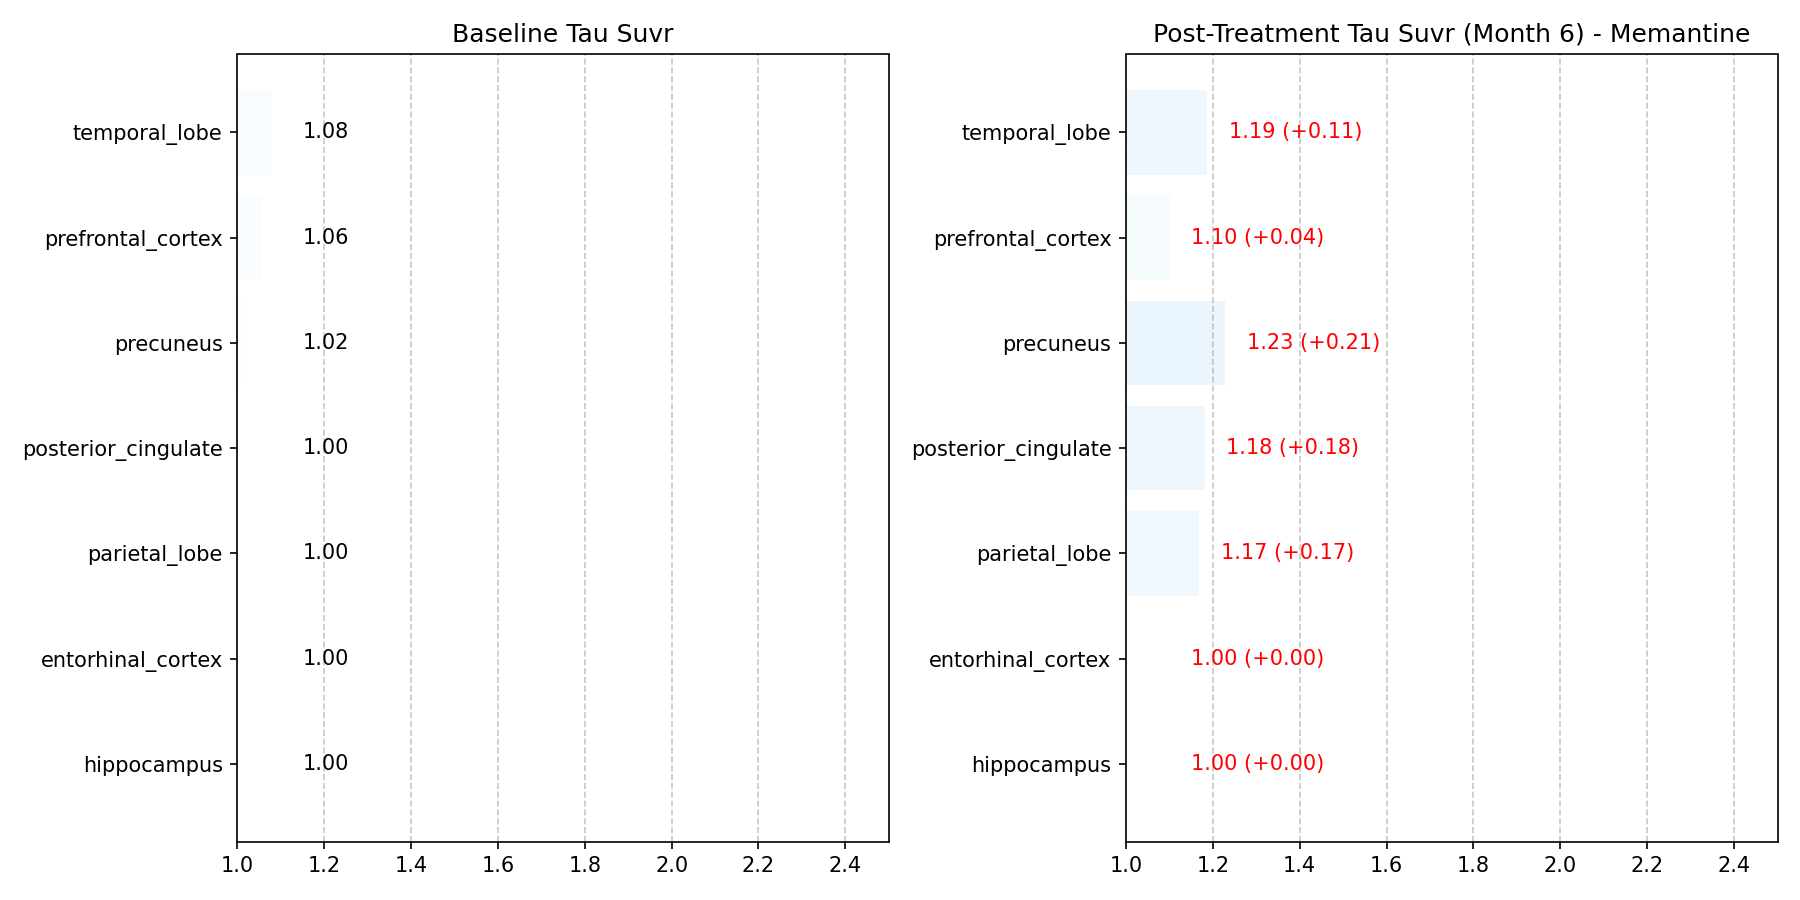 Baseline Tau Suvr
temporal_lobe 1.08
prefrontal_cortex 1.06
precuneus 1.02
posterior_cingulate 1.00
parietal_lobe 1.00
entorhinal_cortex 1.00
hippocampus 1.00
1.0 1.2 1.4 1.6 1.8 2.0 2.2 2.4
Post-Treatment Tau Suvr (Month 6) - Memantine
temporal_lobe 1.19 (+0.11)
prefrontal_cortex 1.10 (+0.04)
precuneus 1.23 (+0.21)
posterior_cingulate 1.18 (+0.18)
parietal_lobe 1.17 (+0.17)
entorhinal_cortex 1.00 (+0.00)
hippocampus 1.00 (+0.00)
1.0 1.2 1.4 1.6 1.8 2.0 2.2 2.4